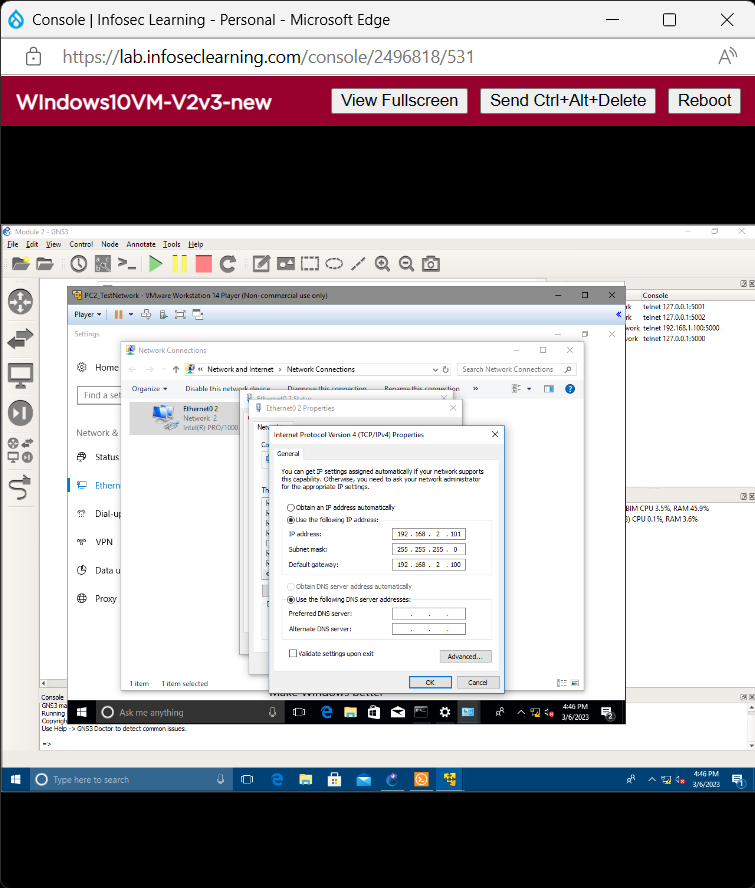 Console | Infosec Learning - Personal - Microsoft Edge
https://lab.infoseclearning.com/console/2496818/531
WIndows10VM-V2v3-new
View Fullscreen
Send Ctrl+Alt+Delete
Reboot
Module 2 - GNS3
File Edit View Control Node Annotate Tools Help
PC2_TestNetwork - VMware Workstation 14 Player (Non-commercial use only)
Player
Console
telnet 127.0.0.1:5001
telnet 127.0.0.1:5002
telnet 192.168.1.100:5000
telnet 127.0.0.1:5000
Settings
Network Connections
Home
Network and Internet > Network Connections
Search Network Connections
Find a set
Organize
Disable this network device
Diagnose this connection
Rename this connection
»
Ethernet0 2 Status
Ethernet0 2
Network 2
Intel(R) PRO/1000
Ethernet0 2 Properties
Network &
Status
Ethern
Dial-up
VPN
Data u
Proxy
Internet Protocol Version 4 (TCP/IPv4) Properties
General
You can get IP settings assigned automatically if your network supports
this capability. Otherwise, you need to ask your network administrator
for the appropriate IP settings.
Obtain an IP address automatically
Use the following IP address:
IP address: 192 . 168 . 2 . 101
Subnet mask: 255 . 255 . 255 . 0
Default gateway: 192 . 168 . 2 . 100
Obtain DNS server address automatically
Use the following DNS server addresses:
Preferred DNS server: . . .
Alternate DNS server: . . .
Validate settings upon exit
Advanced...
OK
Cancel
BIM CPU 3.5%, RAM 45.9%
) CPU 0.1%, RAM 3.6%
1 item
1 item selected
Make Windows better
Ask me anything
4:46 PM
3/6/2023
2
Console
GNS3 ma
Running
Copyrigh
Use Help -> GNS3 Doctor to detect common issues.
=>
Type here to search
4:46 PM
3/6/2023
1